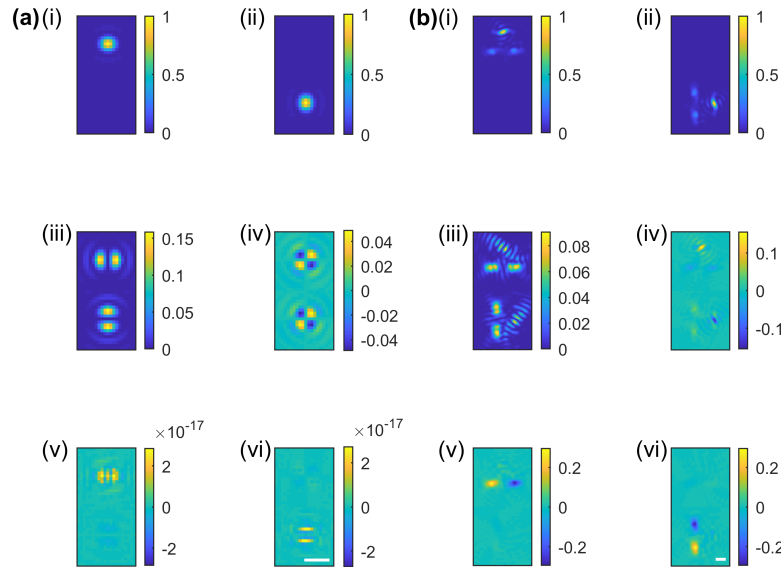 (a) (i) 1 0.5 0 (ii) 1 0.5 0 (b) (i) 1 0.5 0 (ii) 1 0.5 0
(iii) 0.15 0.1 0.05 0 (iv) 0.04 0.02 0 -0.02 -0.04 (iii) 0.08 0.06 0.04 0.02 0 (iv) 0.1 0 -0.1
(v) ×10⁻¹⁷ 2 0 -2 (vi) ×10⁻¹⁷ 2 0 -2 (v) 0.2 0 -0.2 (vi) 0.2 0 -0.2